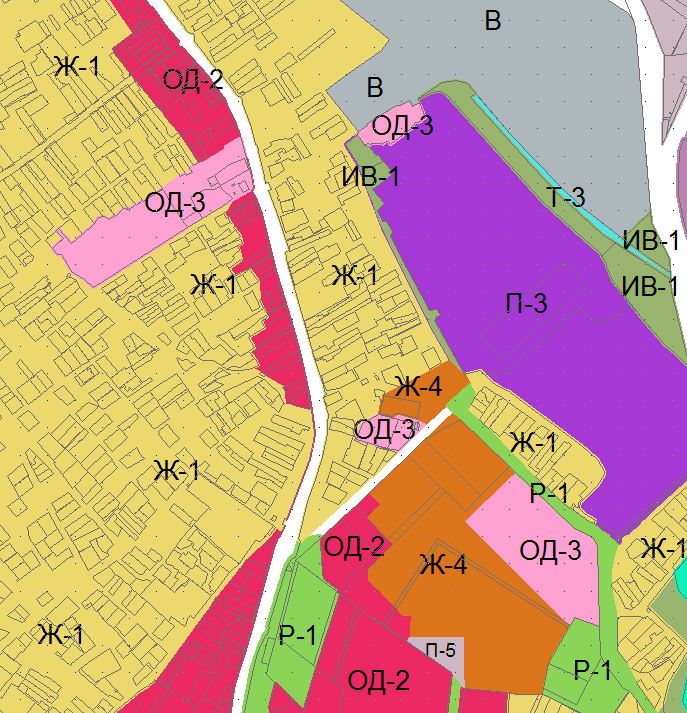 В
Ж-1
ОД-2
В
ОД-3
ИВ-1
Т-3
ОД-3
ИВ-1
Ж-1
Ж-1
ИВ-1
П-3
Ж-4
ОД-3
Ж-1
Ж-1
Р-1
ОД-2
ОД-3
Ж-1
Ж-4
Ж-1
Р-1
П-5
Р-1
ОД-2